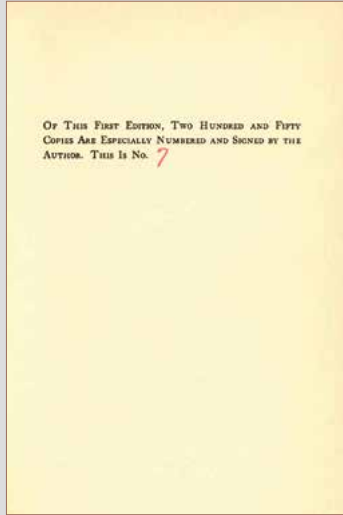 Of This First Edition, Two Hundred and Fifty
Copies Are Especially Numbered and Signed by the
Author. This Is No. 7